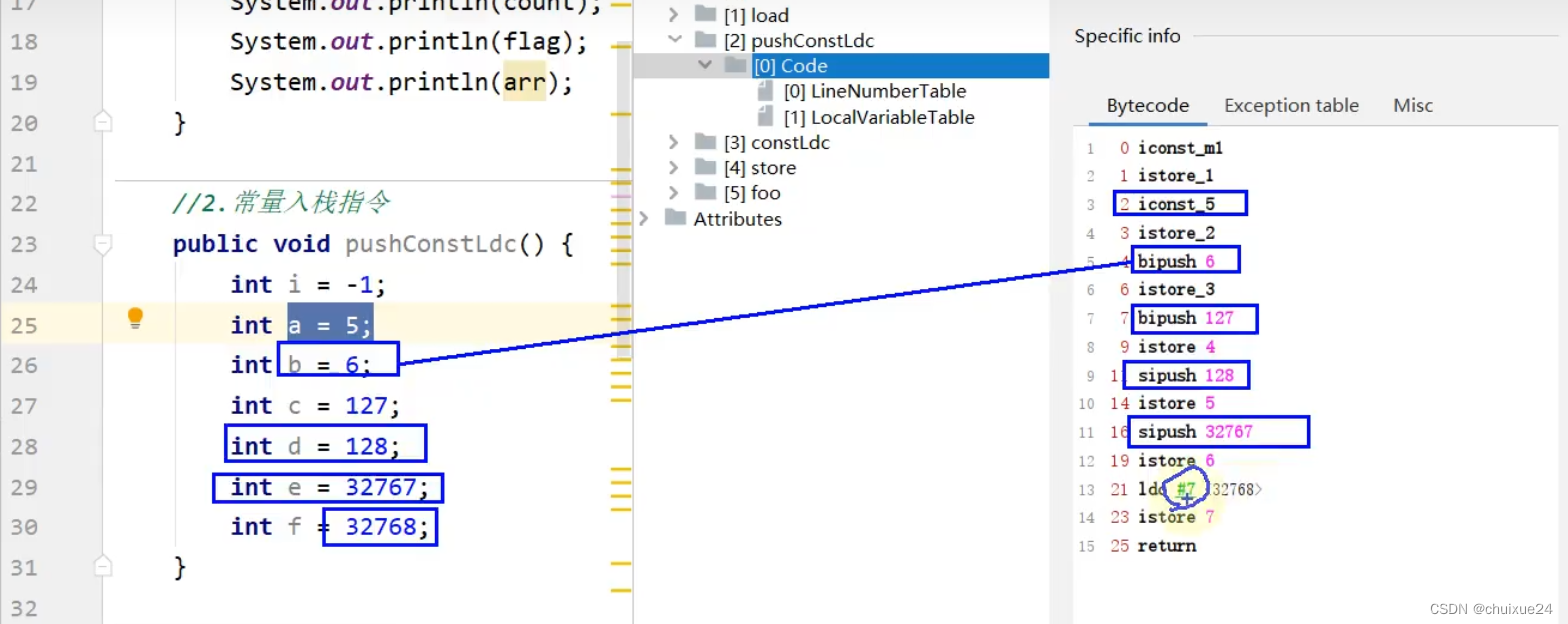 17 System.out.println(count);
18 System.out.println(flag);
19 System.out.println(arr);
20 }
21
22 //2.常量入栈指令
23 public void pushConstLdc() {
24 int i = -1;
25 int a = 5;
26 int b = 6;
27 int c = 127;
28 int d = 128;
29 int e = 32767;
30 int f = 32768;
31 }
32
[1] load
[2] pushConstLdc
[0] Code
[0] LineNumberTable
[1] LocalVariableTable
[3] constLdc
[4] store
[5] foo
Attributes
Specific info
Bytecode Exception table Misc
1 0 iconst_m1
2 1 istore_1
3 2 iconst_5
4 3 istore_2
5 4 bipush 6
6 6 istore_3
7 7 bipush 127
8 9 istore 4
9 11 sipush 128
10 14 istore 5
11 16 sipush 32767
12 19 istore 6
13 21 ldc #7 <32768>
14 23 istore 7
15 25 return
CSDN @chuixue24